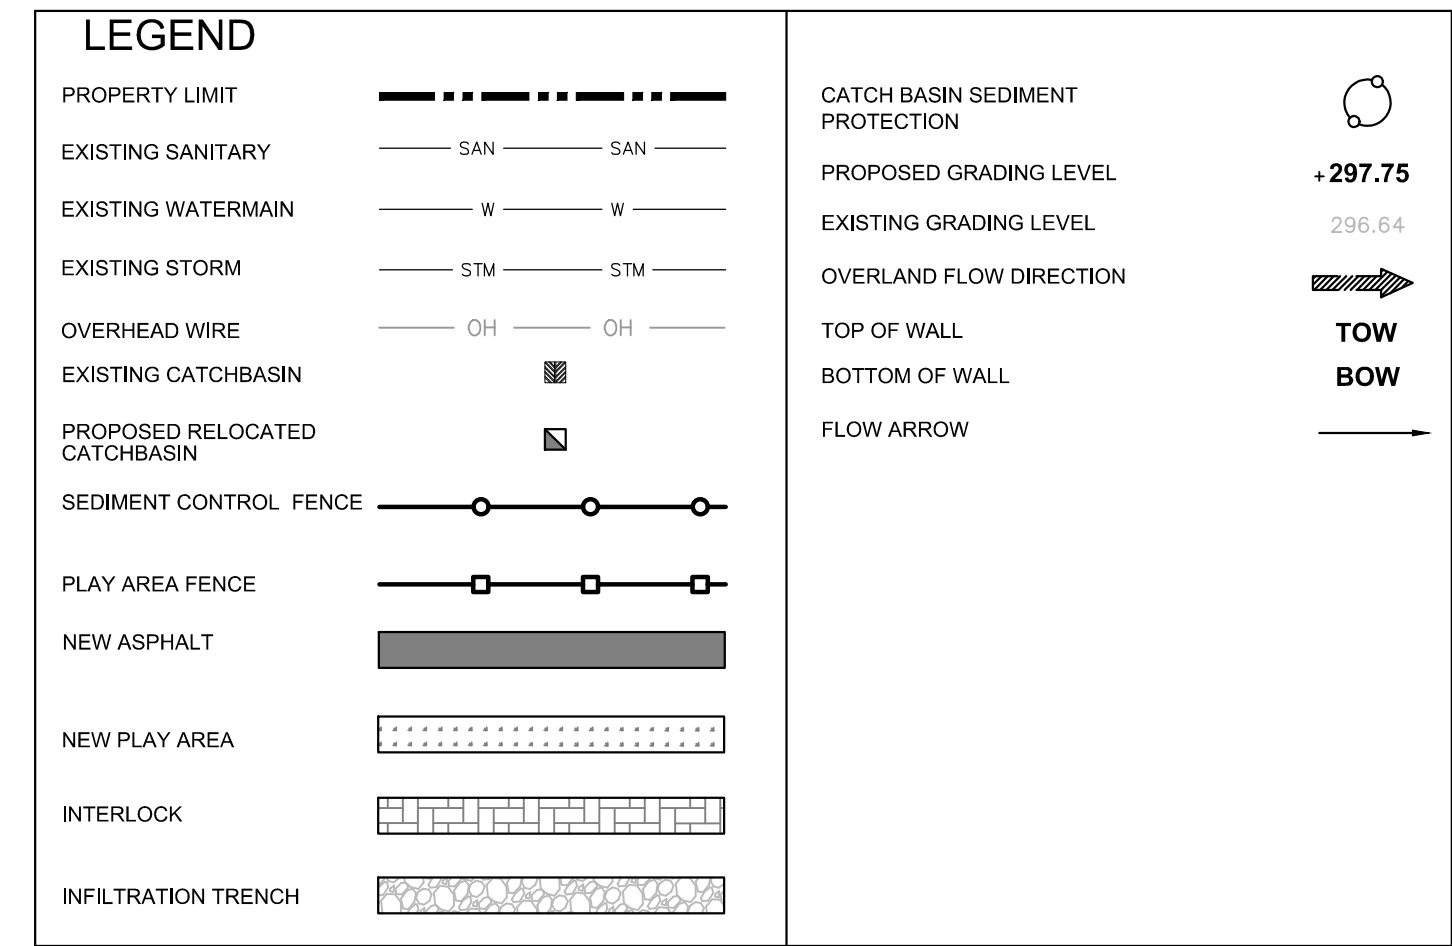 LEGEND
PROPERTY LIMIT
EXISTING SANITARY SAN SAN
EXISTING WATERMAIN W W
EXISTING STORM STM STM
OVERHEAD WIRE OH OH
EXISTING CATCHBASIN
PROPOSED RELOCATED
CATCHBASIN
SEDIMENT CONTROL FENCE
PLAY AREA FENCE
NEW ASPHALT
NEW PLAY AREA
INTERLOCK
INFILTRATION TRENCH
CATCH BASIN SEDIMENT
PROTECTION
PROPOSED GRADING LEVEL +297.75
EXISTING GRADING LEVEL 296.64
OVERLAND FLOW DIRECTION
TOP OF WALL TOW
BOTTOM OF WALL BOW
FLOW ARROW